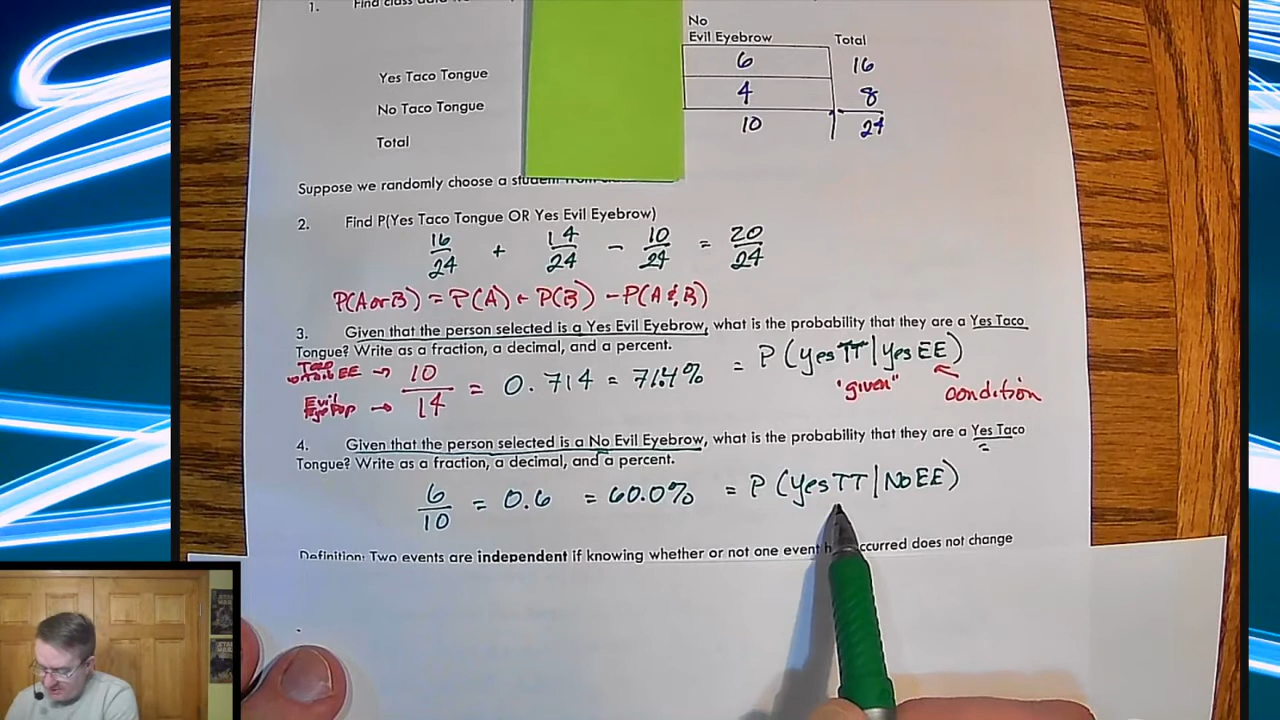 1. Find class data
No
Evil Eyebrow Total
6 16
Yes Taco Tongue
4 8
No Taco Tongue
10 24
Total
Suppose we randomly choose a student from
2. Find P(Yes Taco Tongue OR Yes Evil Eyebrow)
16/24 + 14/24 - 10/24 = 20/24
P(A or B) = P(A) + P(B) - P(A & B)
3. Given that the person selected is a Yes Evil Eyebrow, what is the probability that they are a Yes Taco
Tongue? Write as a fraction, a decimal, and a percent.
= P(yes TT | yes EE)
Taco EE → 10/14 = 0.714 = 71.4%
"given" condition
Evil →
4. Given that the person selected is a No Evil Eyebrow, what is the probability that they are a Yes Taco
Tongue? Write as a fraction, a decimal, and a percent.
6/10 = 0.6 = 60.0% = P(yes TT | No EE)
Definition: Two events are independent if knowing whether or not one event occurred does not change